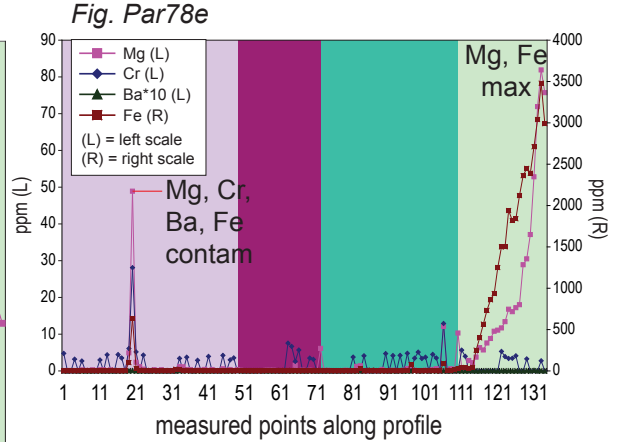 Fig. Par78e
90
80
70
60
50
40
30
20
10
0
ppm (L)
Mg (L)
Cr (L)
Ba*10 (L)
Fe (R)
(L) = left scale
(R) = right scale
Mg, Cr,
Ba, Fe
contam
Mg, Fe
max
4000
3500
3000
2500
2000
1500
1000
500
0
ppm (R)
1 11 21 31 41 51 61 71 81 91 101 111 121 131
measured points along profile